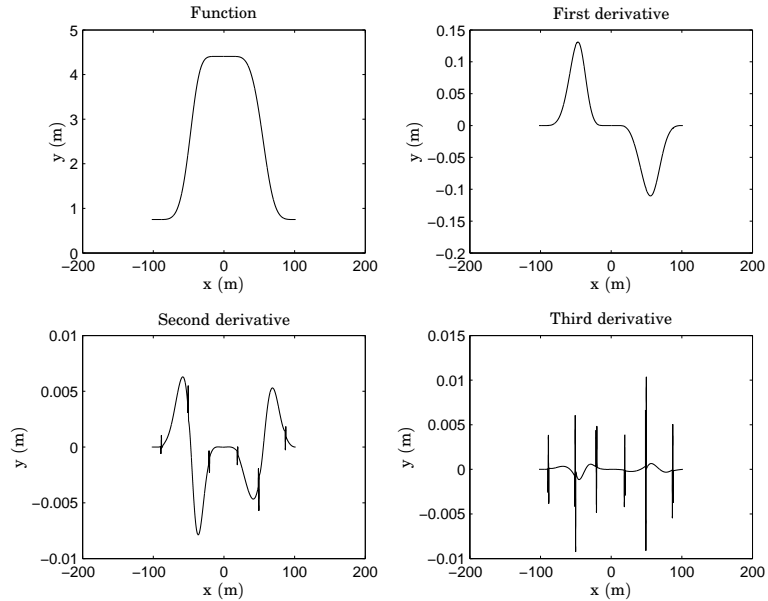 Function
y (m)
5
4
3
2
1
0
−200 −100 0 100 200
x (m)
First derivative
y (m)
0.15
0.1
0.05
0
−0.05
−0.1
−0.15
−0.2
−200 −100 0 100 200
x (m)
Second derivative
y (m)
0.01
0.005
0
−0.005
−0.01
−200 −100 0 100 200
x (m)
Third derivative
y (m)
0.015
0.01
0.005
0
−0.005
−0.01
−200 −100 0 100 200
x (m)